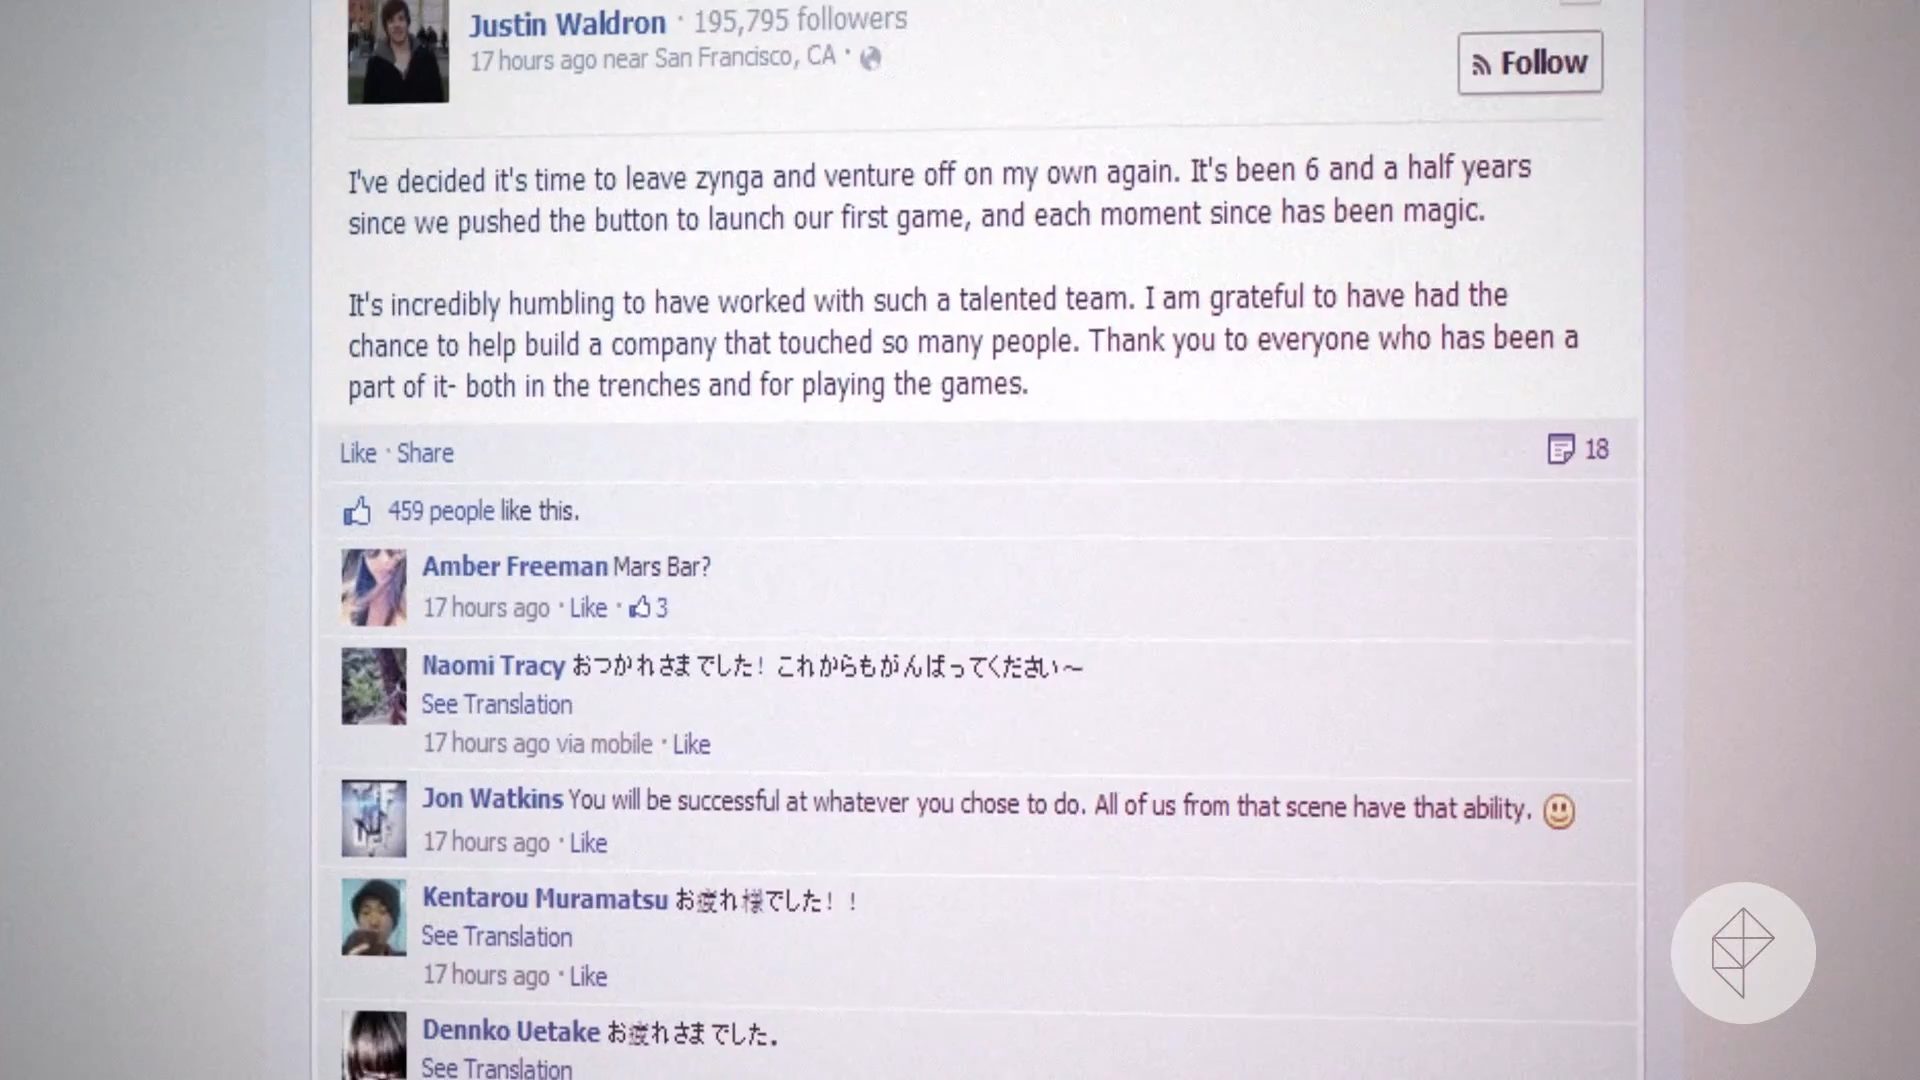 Justin Waldron · 195,795 followers
17 hours ago near San Francisco, CA ·
Follow
I've decided it's time to leave zynga and venture off on my own again. It's been 6 and a half years
since we pushed the button to launch our first game, and each moment since has been magic.
It's incredibly humbling to have worked with such a talented team. I am grateful to have had the
chance to help build a company that touched so many people. Thank you to everyone who has been a
part of it- both in the trenches and for playing the games.
Like · Share
18
459 people like this.
Amber Freeman Mars Bar?
17 hours ago · Like · 3
Naomi Tracy おつかれさまでした！これからもがんばってください～
See Translation
17 hours ago via mobile · Like
Jon Watkins You will be successful at whatever you chose to do. All of us from that scene have that ability.
17 hours ago · Like
Kentarou Muramatsu お疲れ様でした！！
See Translation
17 hours ago · Like
Dennko Uetake お疲れさまでした。
See Translation